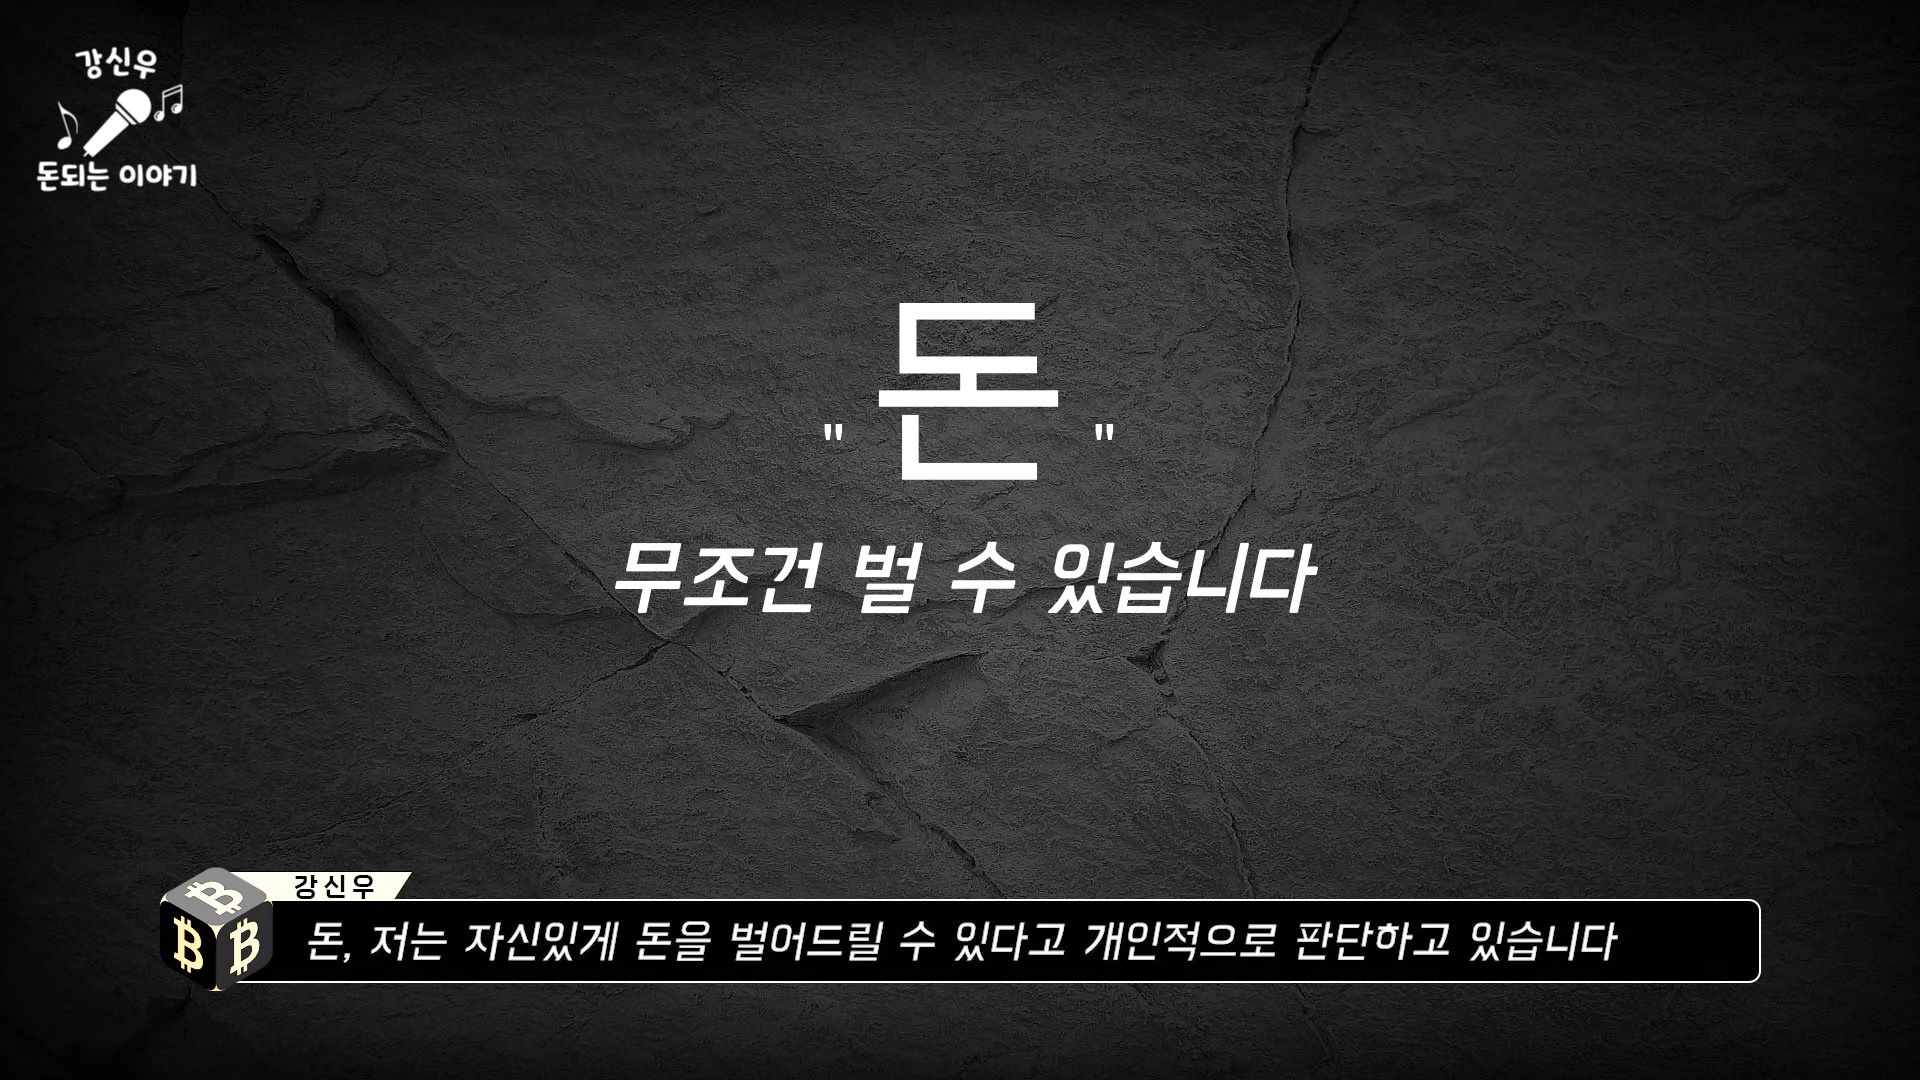 강신우
돈되는 이야기
" 돈 "
무조건 벌 수 있습니다
강신우
돈, 저는 자신있게 돈을 벌어드릴 수 있다고 개인적으로 판단하고 있습니다